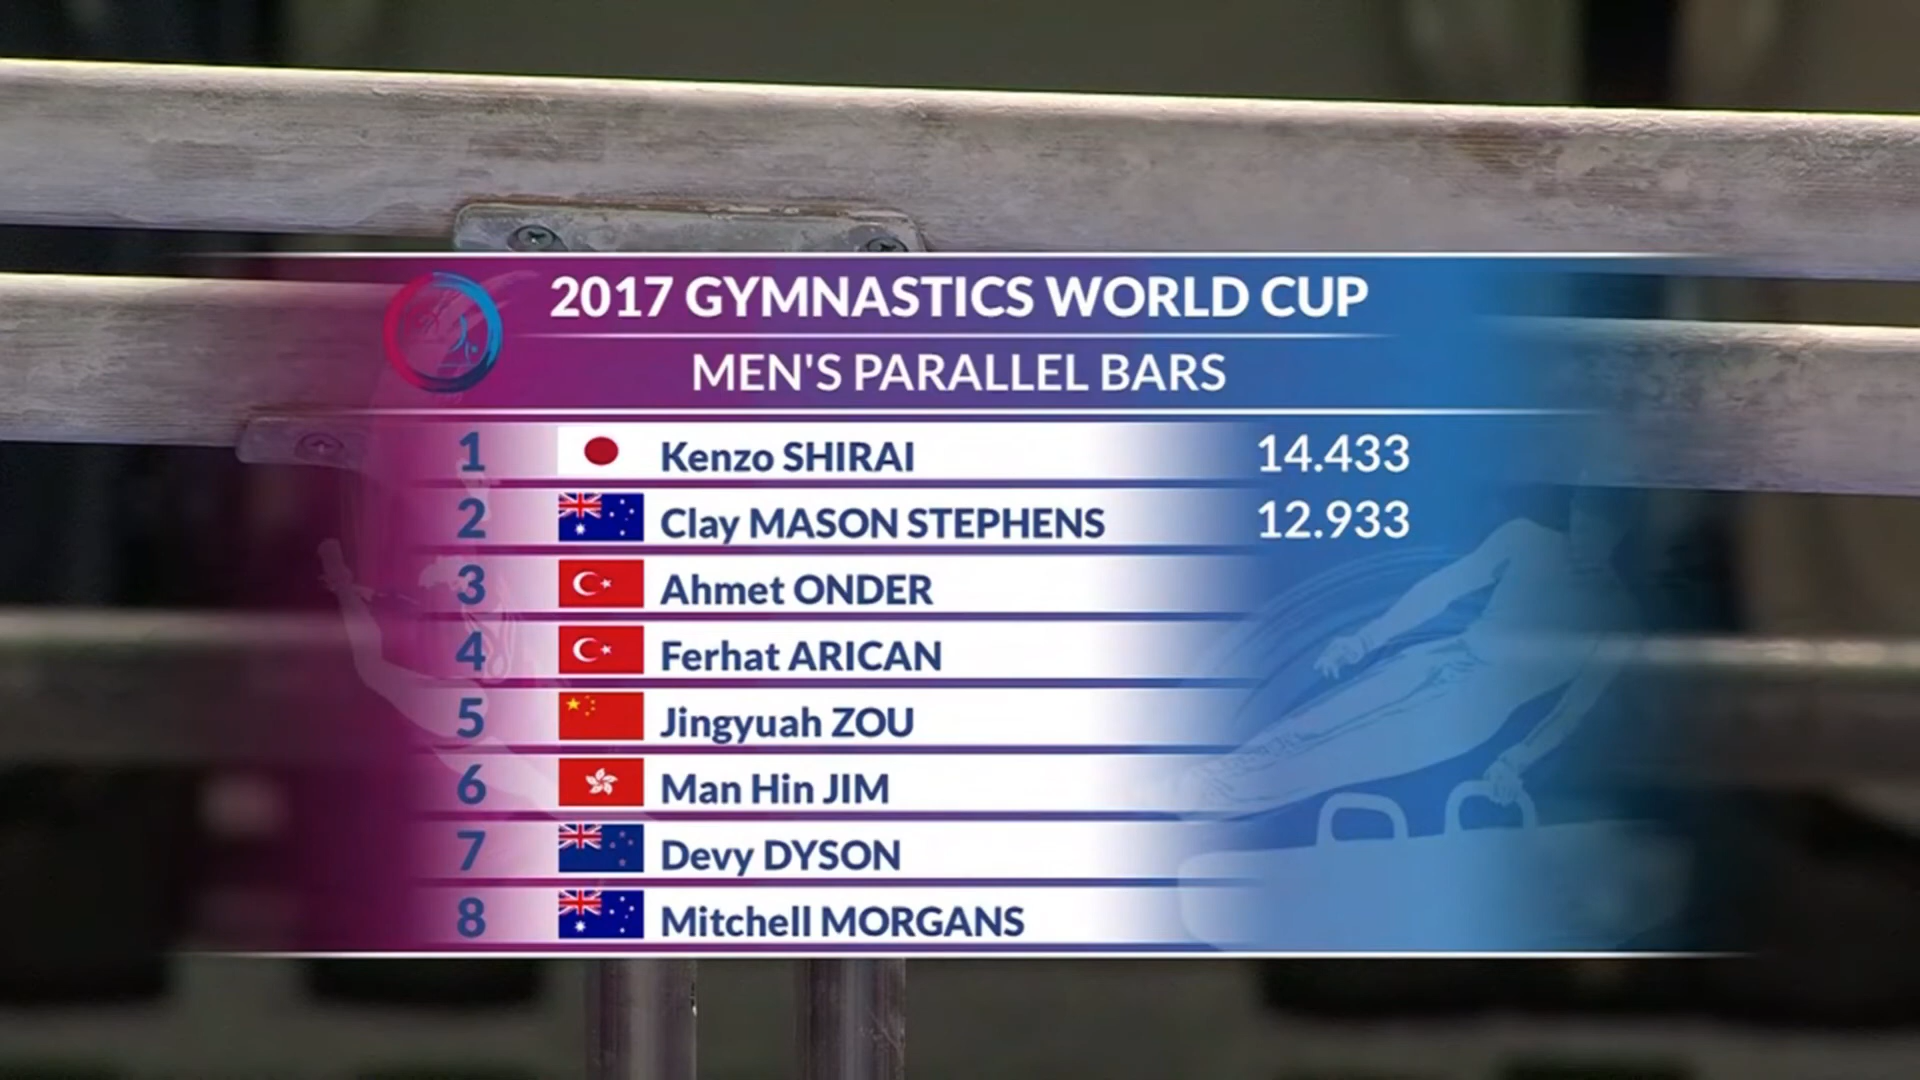 2017 GYMNASTICS WORLD CUP
MEN'S PARALLEL BARS
1 Kenzo SHIRAI 14.433
2 Clay MASON STEPHENS 12.933
3 Ahmet ONDER
4 Ferhat ARICAN
5 Jingyuah ZOU
6 Man Hin JIM
7 Devy DYSON
8 Mitchell MORGANS